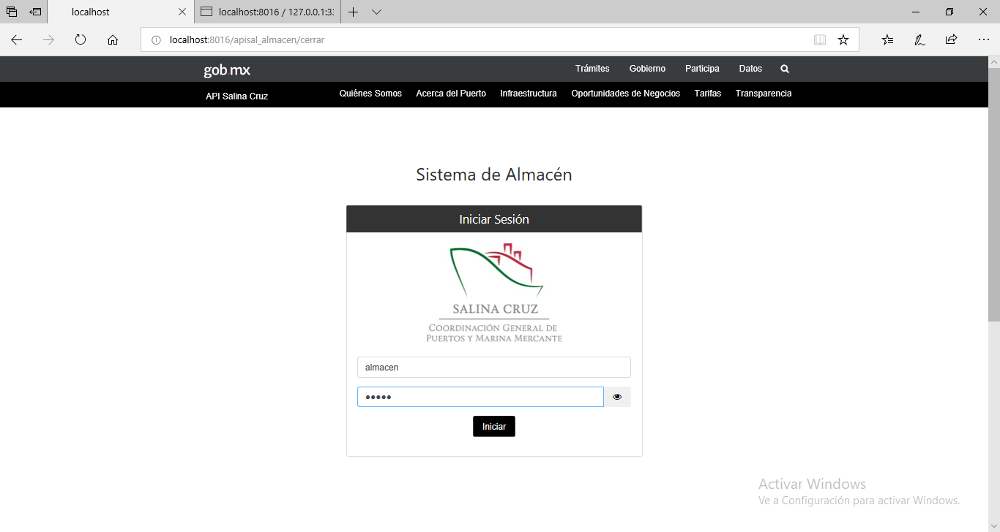 localhost
localhost:8016 / 127.0.0.1:33
localhost:8016/apisal_almacen/cerrar
gob.mx
Trámites Gobierno Participa Datos
API Salina Cruz
Quiénes Somos Acerca del Puerto Infraestructura Oportunidades de Negocios Tarifas Transparencia
Sistema de Almacén
Iniciar Sesión
SALINA CRUZ
COORDINACIÓN GENERAL DE
PUERTOS Y MARINA MERCANTE
almacen
•••••
Iniciar
Activar Windows
Ve a Configuración para activar Windows.